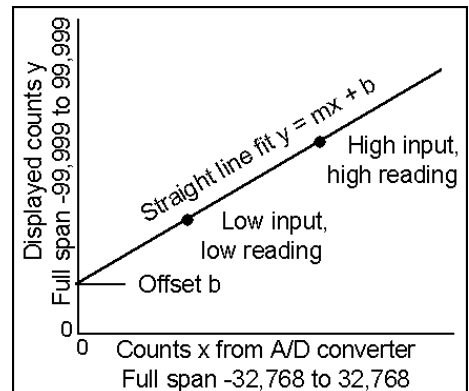 Displayed counts y
Full span -99,999 to 99,999
Straight line fit y = mx + b
High input,
high reading
Low input,
low reading
Offset b
0
0
Counts x from A/D converter
Full span -32,768 to 32,768